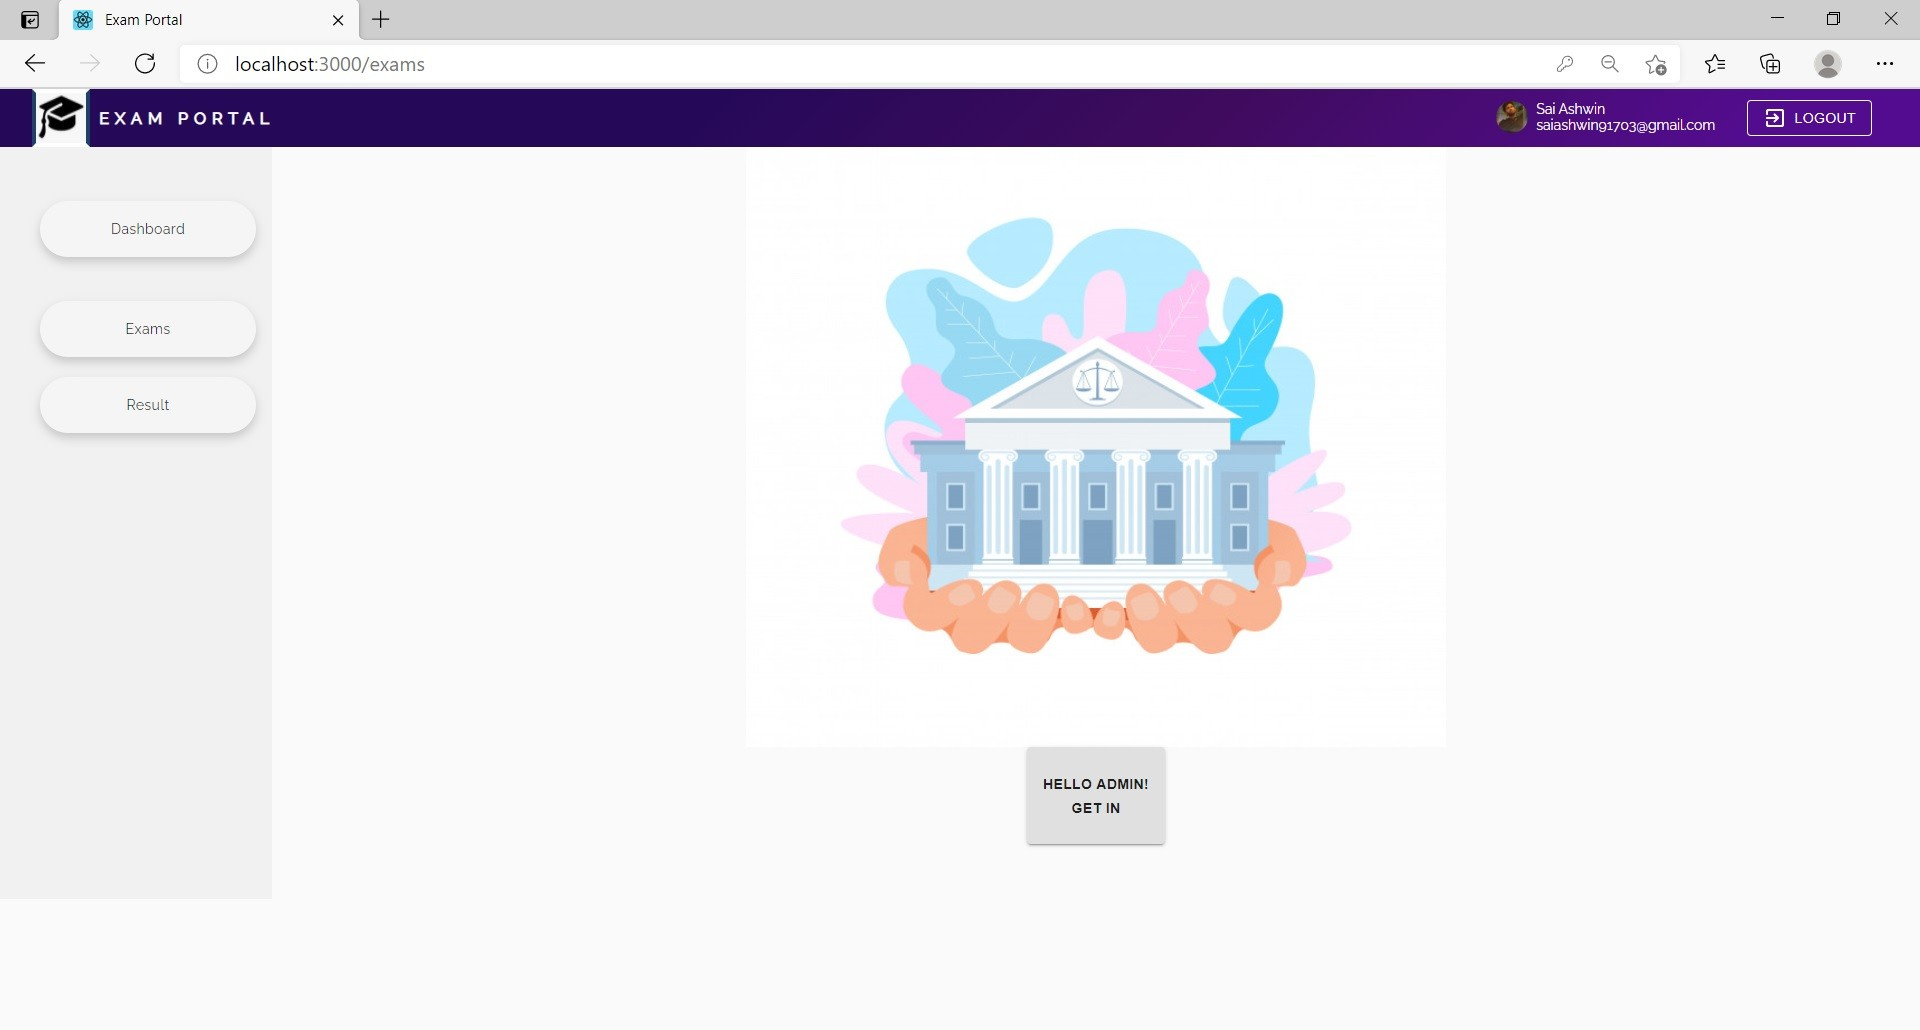 Exam Portal
localhost:3000/exams
EXAM PORTAL
Sai Ashwin
saiashwin91703@gmail.com
LOGOUT
Dashboard
Exams
Result
HELLO ADMIN!
GET IN